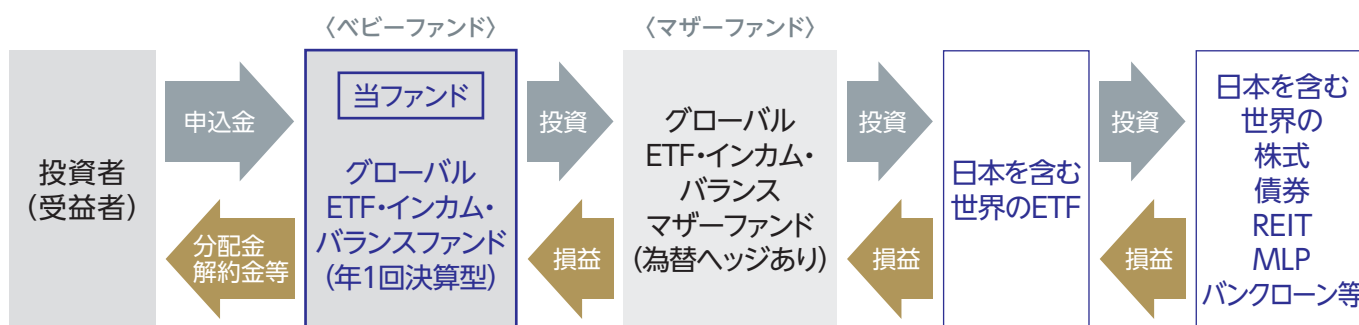 〈ベビーファンド〉
〈マザーファンド〉
投資者
(受益者)
申込金
分配金
解約金等
当ファンド
グローバル
ETF・インカム・
バランスファンド
(年1回決算型)
投資
損益
グローバル
ETF・インカム・
バランス
マザーファンド
(為替ヘッジあり)
投資
損益
日本を含む
世界のETF
投資
損益
日本を含む
世界の
株式
債券
REIT
MLP
バンクローン等